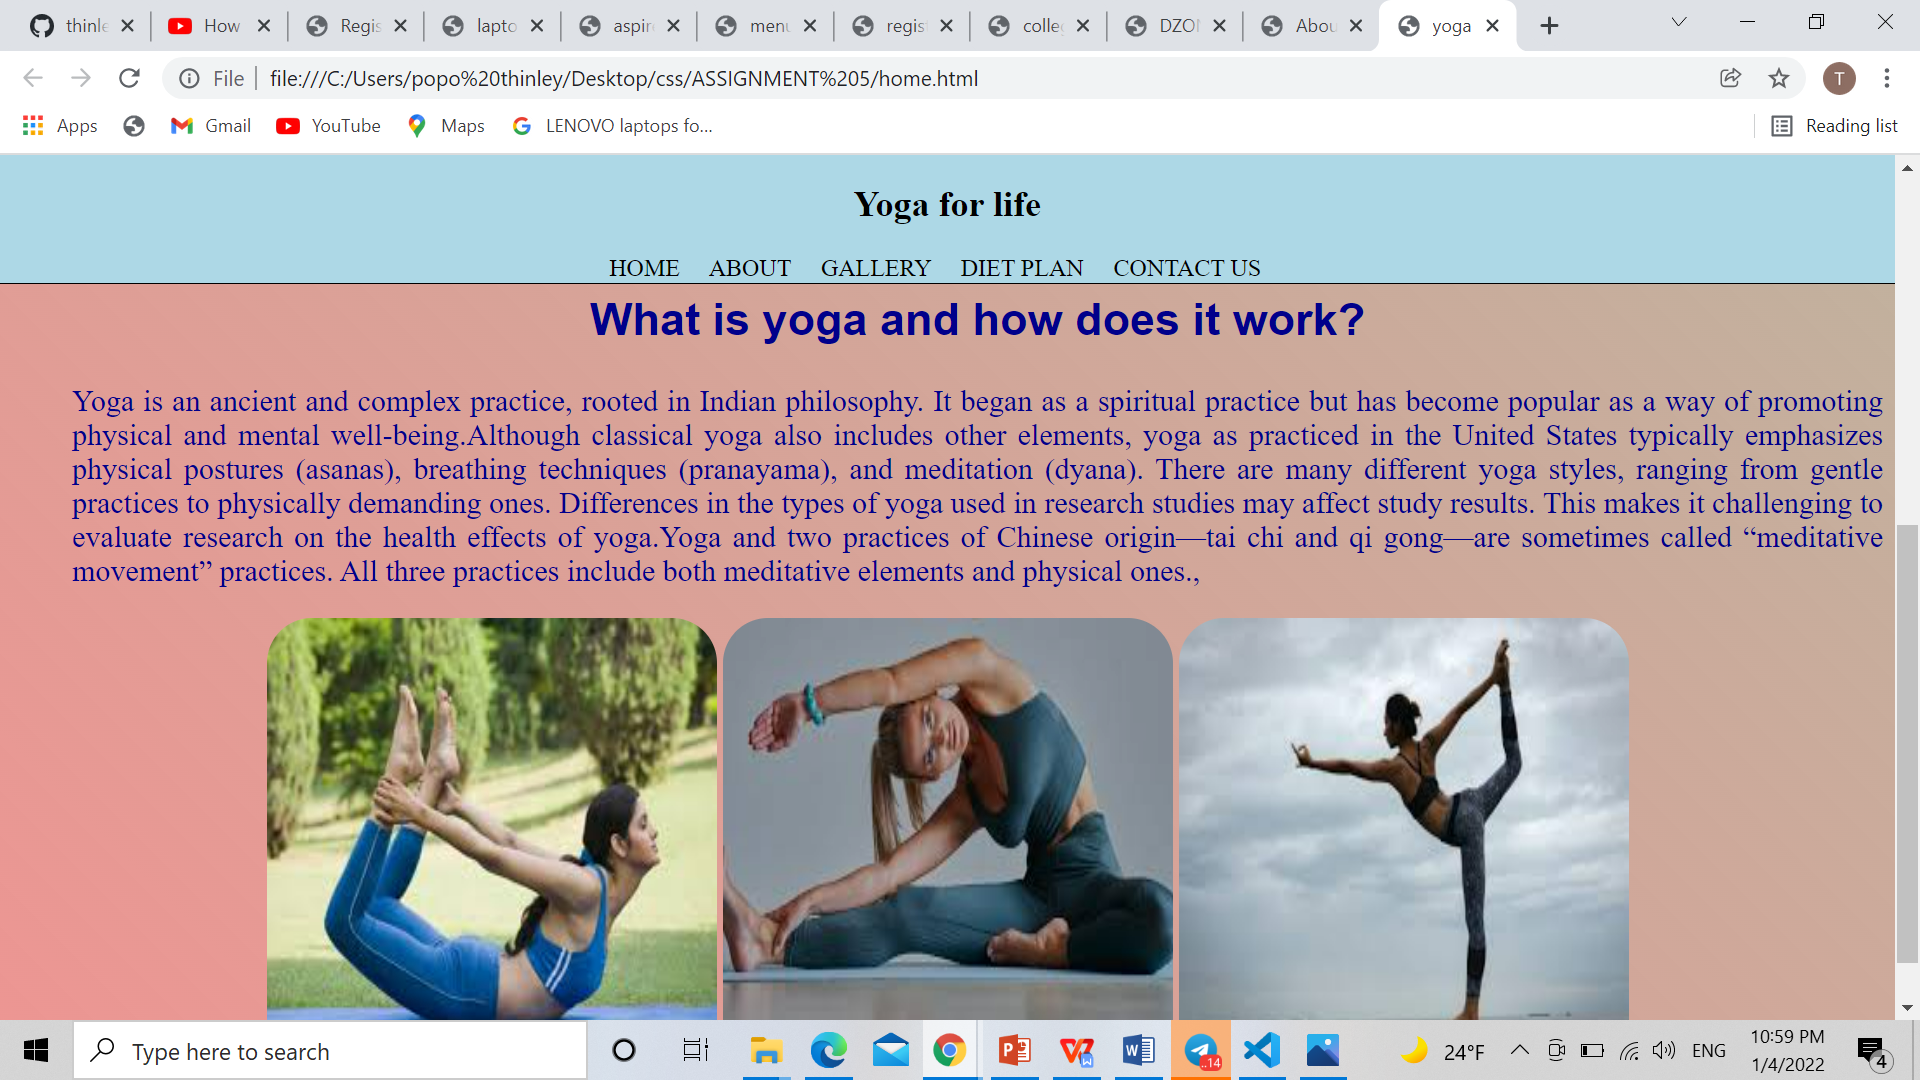 thinle
How
Regis
lapto
aspire
menu
regist
colleg
DZON
Abou
yoga
File
file:///C:/Users/popo%20thinley/Desktop/css/ASSIGNMENT%205/home.html
T
Apps
Gmail
YouTube
Maps
LENOVO laptops fo...
Reading list
Yoga for life
HOME ABOUT GALLERY DIET PLAN CONTACT US
What is yoga and how does it work?
Yoga is an ancient and complex practice, rooted in Indian philosophy. It began as a spiritual practice but has become popular as a way of promoting
physical and mental well-being.Although classical yoga also includes other elements, yoga as practiced in the United States typically emphasizes
physical postures (asanas), breathing techniques (pranayama), and meditation (dyana). There are many different yoga styles, ranging from gentle
practices to physically demanding ones. Differences in the types of yoga used in research studies may affect study results. This makes it challenging to
evaluate research on the health effects of yoga.Yoga and two practices of Chinese origin—tai chi and qi gong—are sometimes called “meditative
movement” practices. All three practices include both meditative elements and physical ones.,
Type here to search
..14
24°F
ENG
10:59 PM
1/4/2022
4